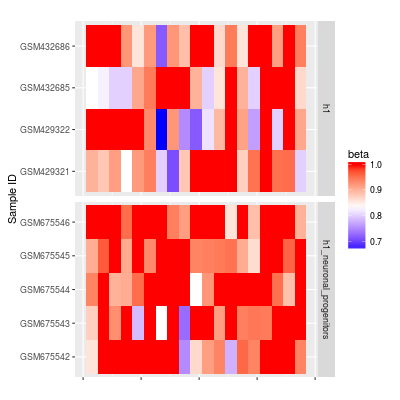 GSM432686
GSM432685
GSM429322
GSM429321
h1
GSM675546
GSM675545
GSM675544
GSM675543
GSM675542
h1_neuronal_progenitors
Sample ID
beta
1.0
0.9
0.8
0.7